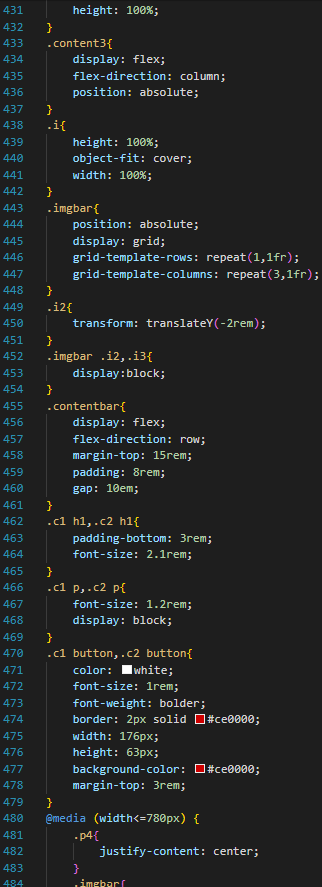 431 height: 100%;
432 }
433 .content3{
434 display: flex;
435 flex-direction: column;
436 position: absolute;
437 }
438 .i{
439 height: 100%;
440 object-fit: cover;
441 width: 100%;
442 }
443 .imgbar{
444 position: absolute;
445 display: grid;
446 grid-template-rows: repeat(1,1fr);
447 grid-template-columns: repeat(3,1fr);
448 }
449 .i2{
450 transform: translateY(-2rem);
451 }
452 .imgbar .i2,.i3{
453 display:block;
454 }
455 .contentbar{
456 display: flex;
457 flex-direction: row;
458 margin-top: 15rem;
459 padding: 8rem;
460 gap: 10em;
461 }
462 .c1 h1,.c2 h1{
463 padding-bottom: 3rem;
464 font-size: 2.1rem;
465 }
466 .c1 p,.c2 p{
467 font-size: 1.2rem;
468 display: block;
469 }
470 .c1 button,.c2 button{
471 color: white;
472 font-size: 1rem;
473 font-weight: bolder;
474 border: 2px solid #ce0000;
475 width: 176px;
476 height: 63px;
477 background-color: #ce0000;
478 margin-top: 3rem;
479 }
480 @media (width<=780px) {
481 .p4{
482 justify-content: center;
483 }
484 .imgbar{